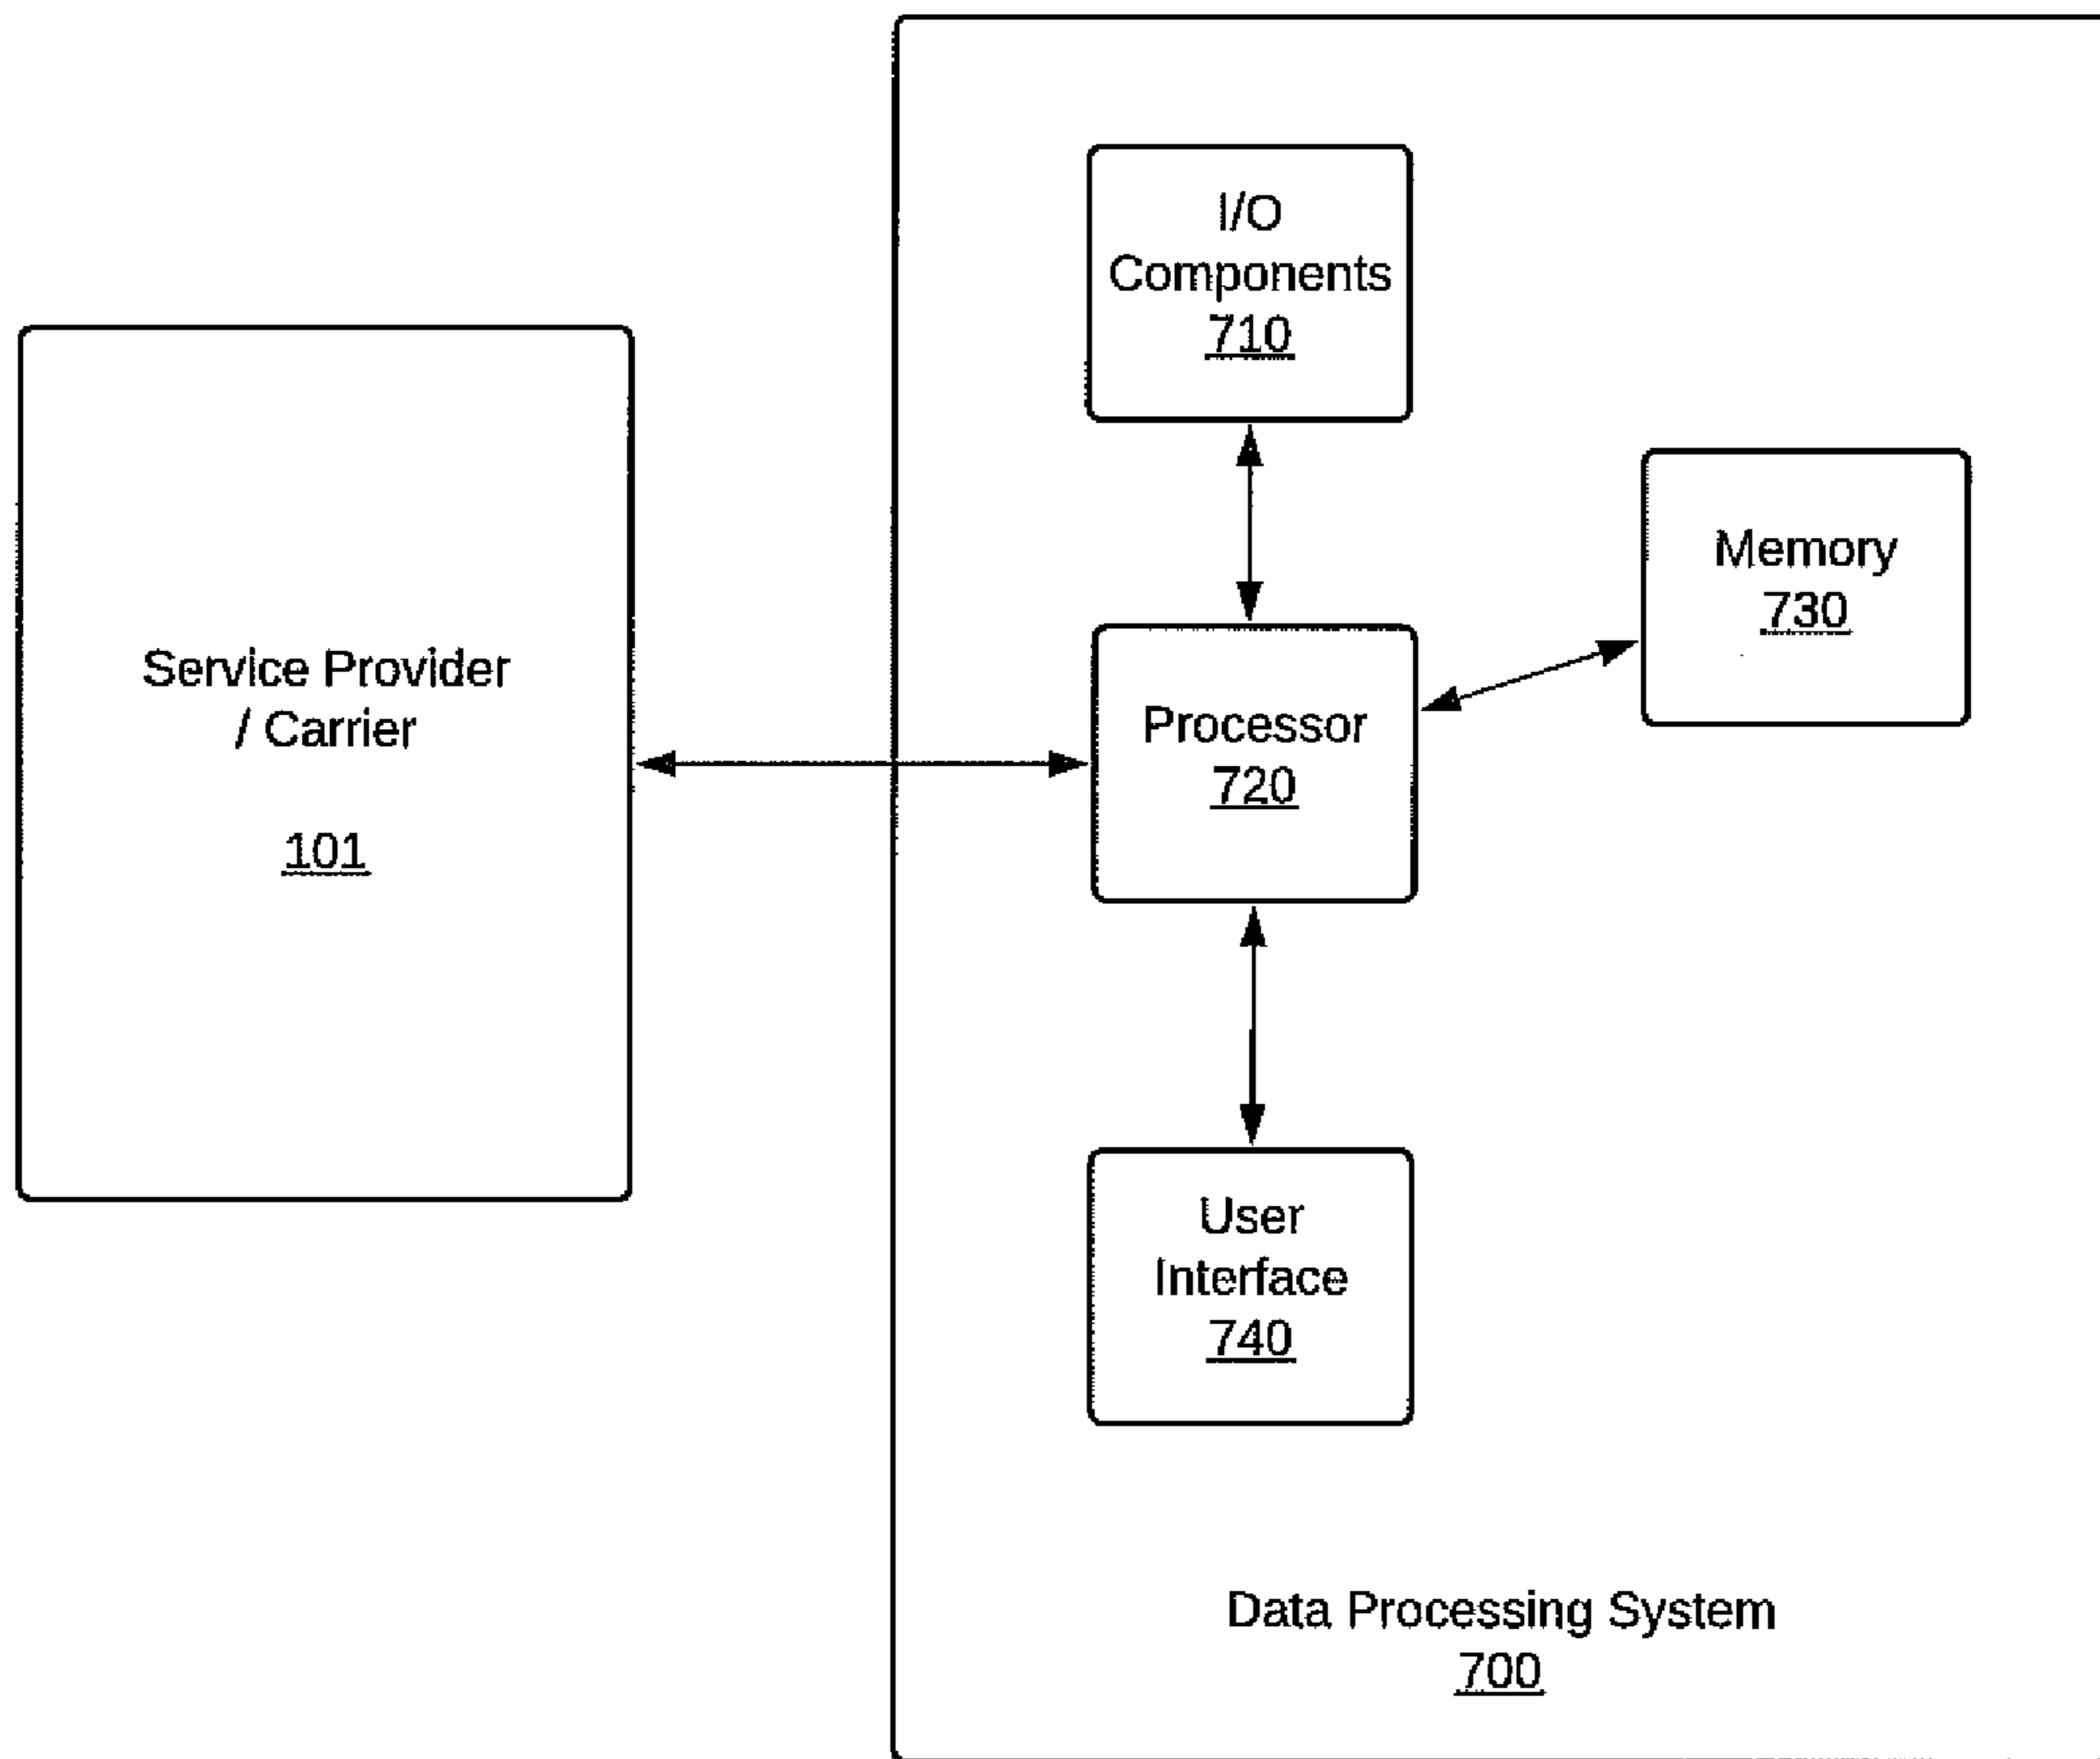 I/O
Components
710
Memory
730
Service Provider
/ Carrier
101
Processor
720
User
Interface
740
Data Processing System
700